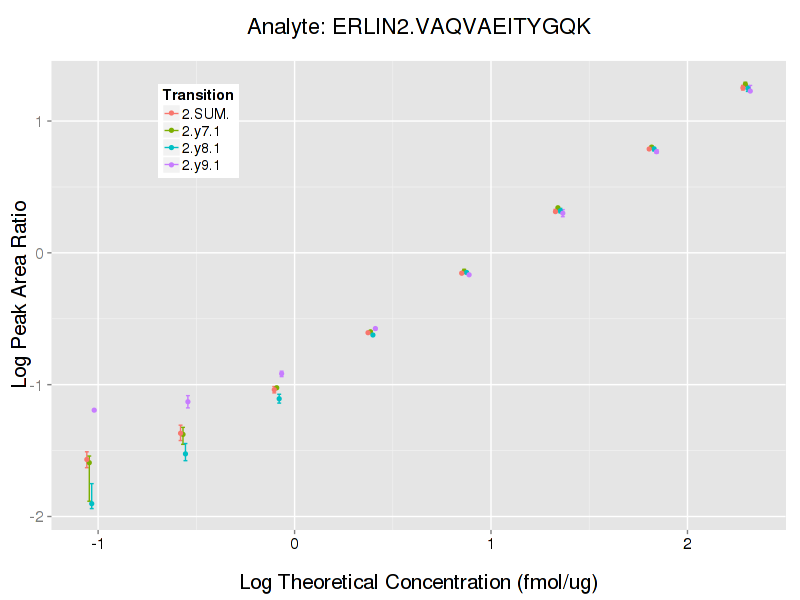 Analyte: ERLIN2.VAQVAEITYGQK
Transition
2.SUM.
2.y7.1
2.y8.1
2.y9.1
Log Peak Area Ratio
1
0
-1
-2
-1
0
1
2
Log Theoretical Concentration (fmol/ug)